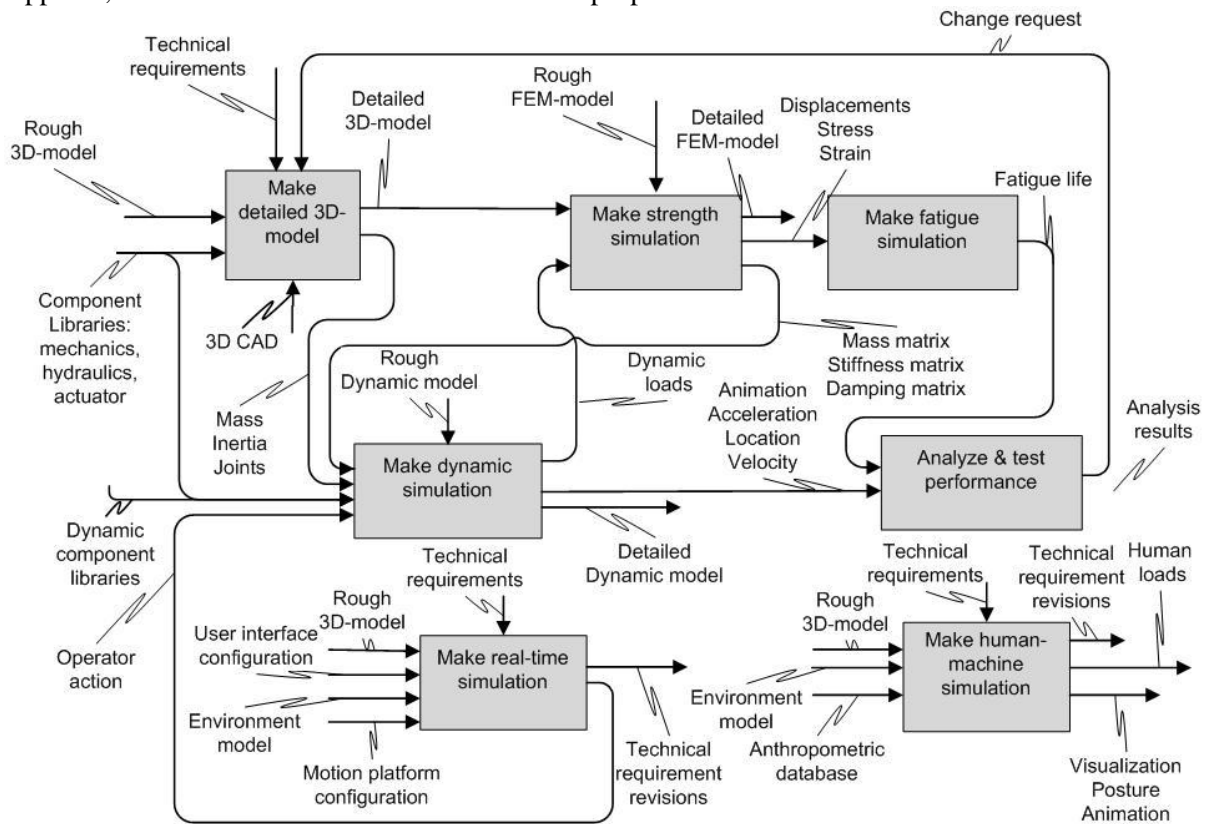 Change request
Technical
requirements
Rough
FEM-model
Detailed
3D-model
Detailed
FEM-model
Displacements
Stress
Strain
Rough
3D-model
Make
detailed 3D-
model
Make strength
simulation
Make fatigue
simulation
Fatigue life
Component
Libraries:
mechanics,
hydraulics,
actuator
3D CAD
Rough
Dynamic model
Dynamic
loads
Mass matrix
Stiffness matrix
Damping matrix
Mass
Inertia
Joints
Animation
Acceleration
Location
Velocity
Analysis
results
Make dynamic
simulation
Analyze & test
performance
Dynamic
component
libraries
Detailed
Dynamic model
Technical
requirements
Technical
requirements
Technical
requirement
revisions
Human
loads
Operator
action
User interface
configuration
Rough
3D-model
Make real-time
simulation
Environment
model
Motion platform
configuration
Technical
requirement
revisions
Rough
3D-model
Make human-
machine
simulation
Environment
model
Anthropometric
database
Visualization
Posture
Animation